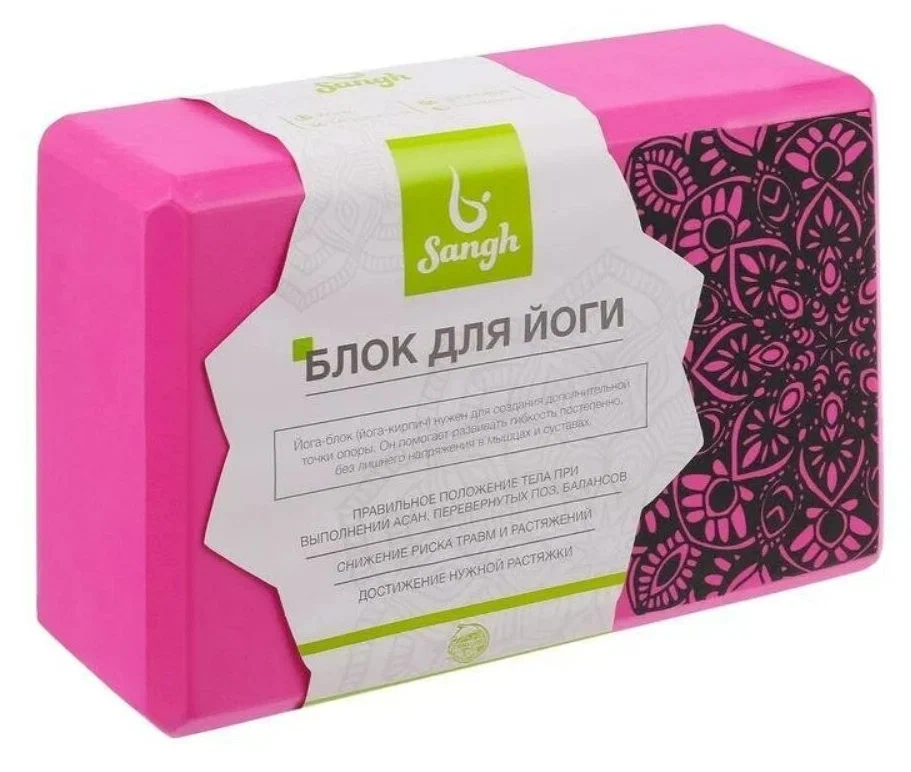 Sangh
Sangh
БЛОК ДЛЯ ЙОГИ
Йога-блок (йога-кирпич) нужен для создания дополнительной
точки опоры. Он помогает развивать гибкость постепенно,
без лишнего напряжения в мышцах и суставах.
ПРАВИЛЬНОЕ ПОЛОЖЕНИЕ ТЕЛА ПРИ
ВЫПОЛНЕНИЙ АСАН, ПЕРЕВЕРНУТЫХ ПОЗ, БАЛАНСОВ
СНИЖЕНИЕ РИСКА ТРАВМ И РАСТЯЖЕНИЙ
ДОСТИЖЕНИЕ НУЖНОЙ РАСТЯЖКИ